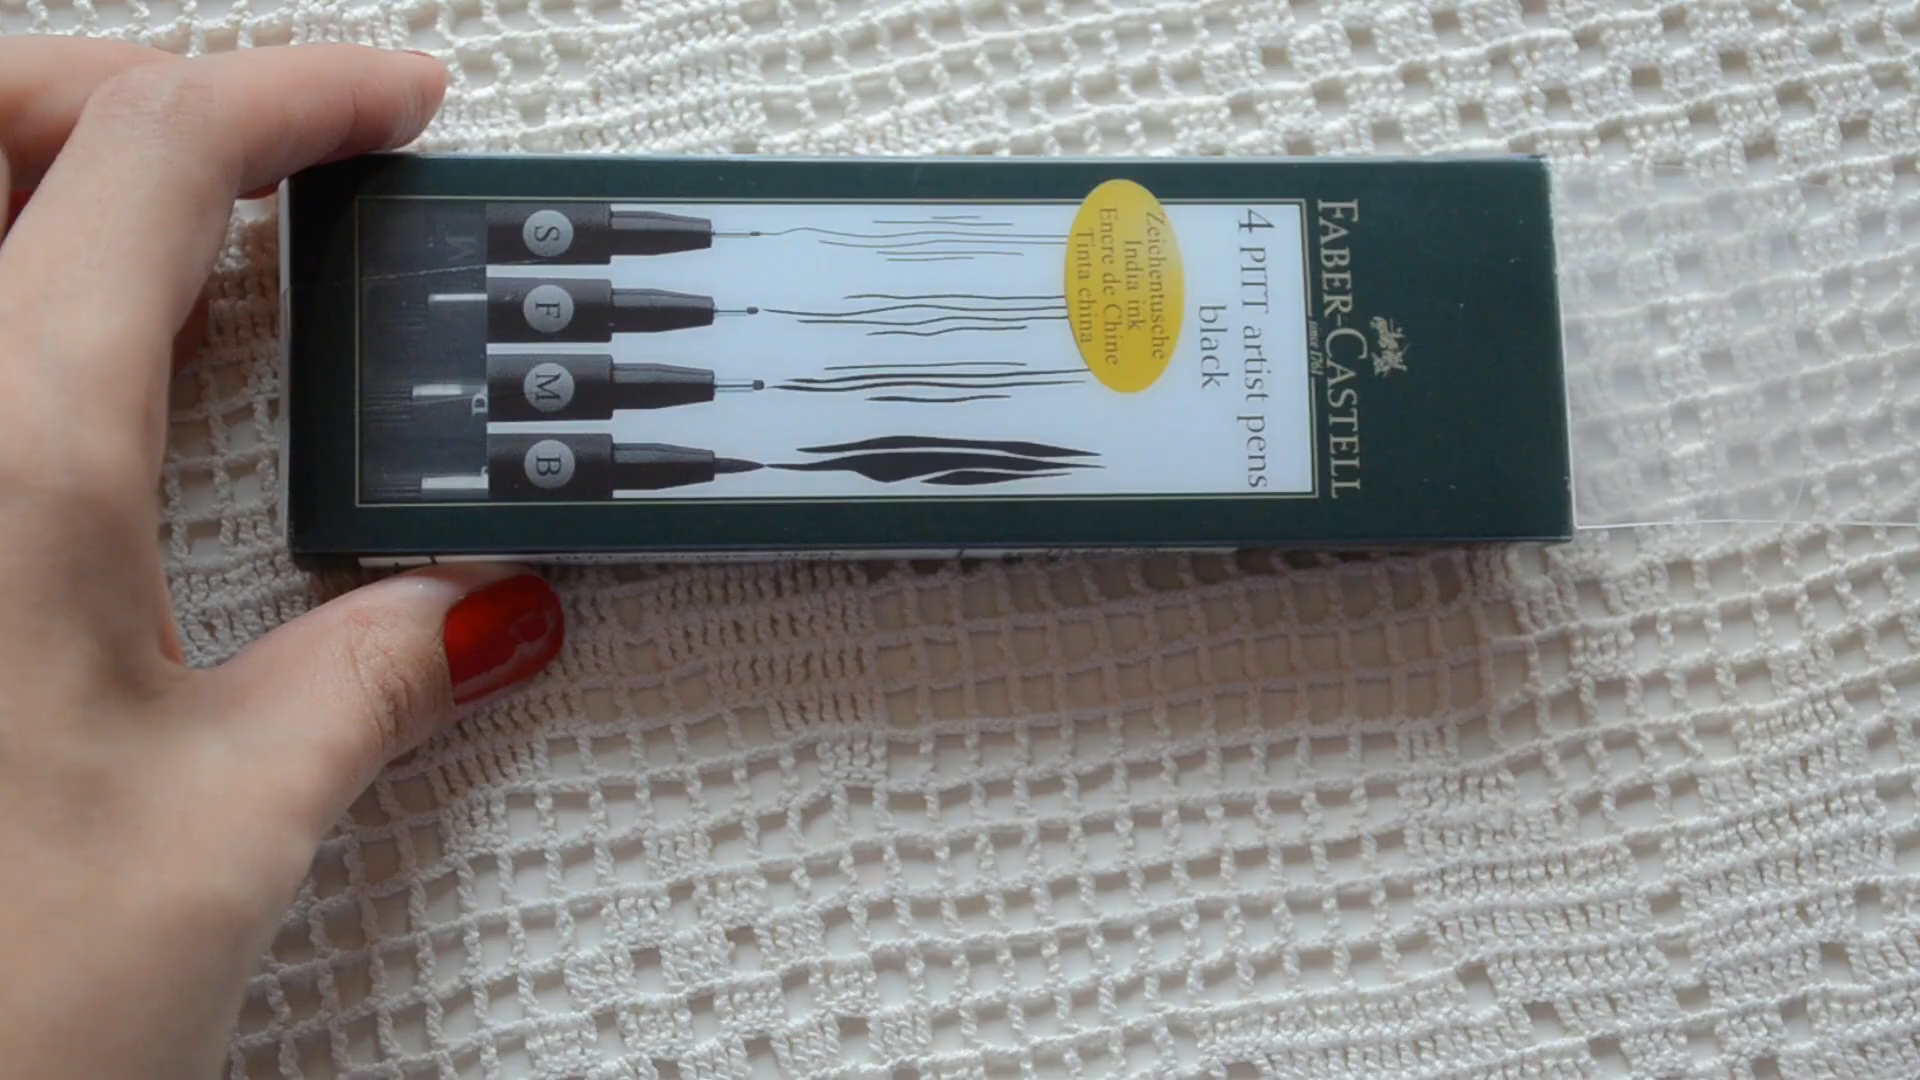 FABER-CASTELL
since 1761
4 PITT artist pens
black
Zeichentusche
India ink
Encre de Chine
Tinta china
S
F
M
B